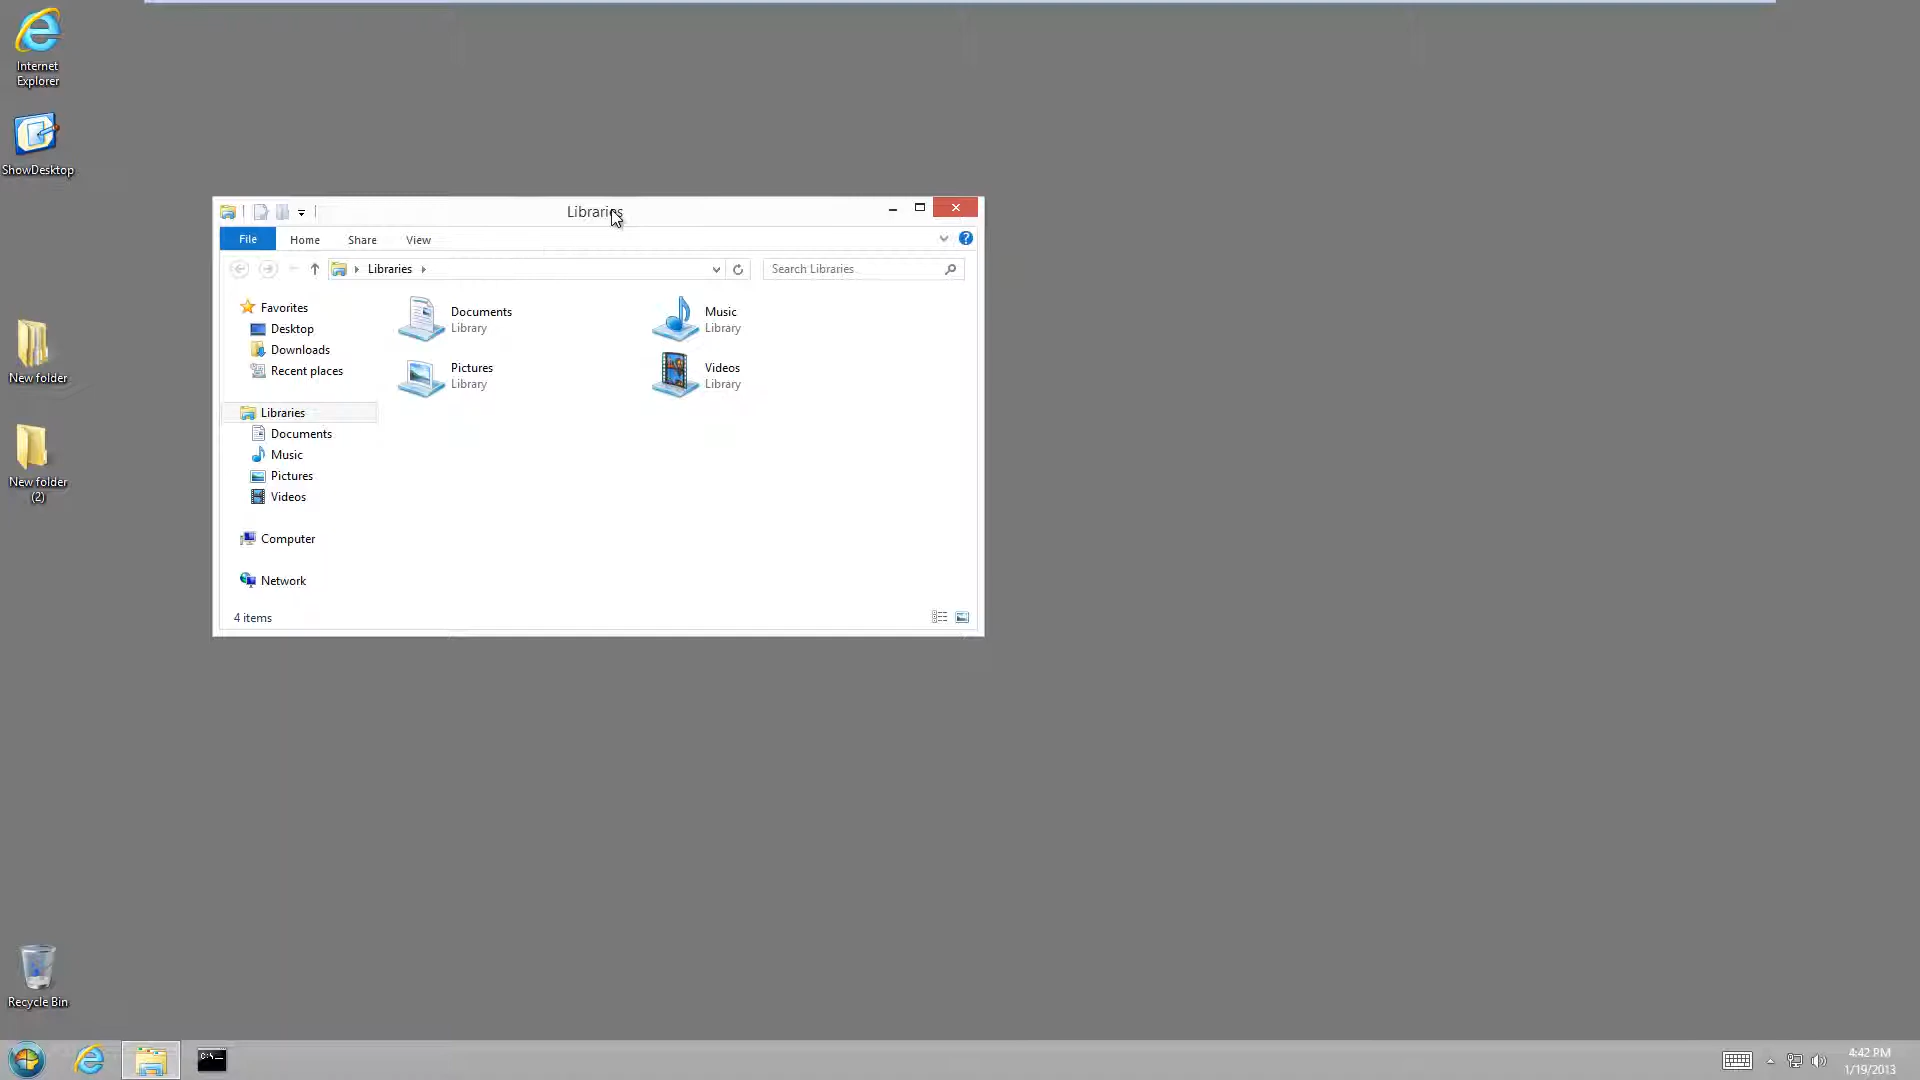 Internet
Explorer
ShowDesktop
New folder
New folder
(2)
Recycle Bin
Libraries
File
Home
Share
View
Libraries
Search Libraries
Favorites
Desktop
Downloads
Recent places
Libraries
Documents
Music
Pictures
Videos
Computer
Network
Documents
Library
Music
Library
Pictures
Library
Videos
Library
4 items
C:\
4:42 PM
1/19/2013